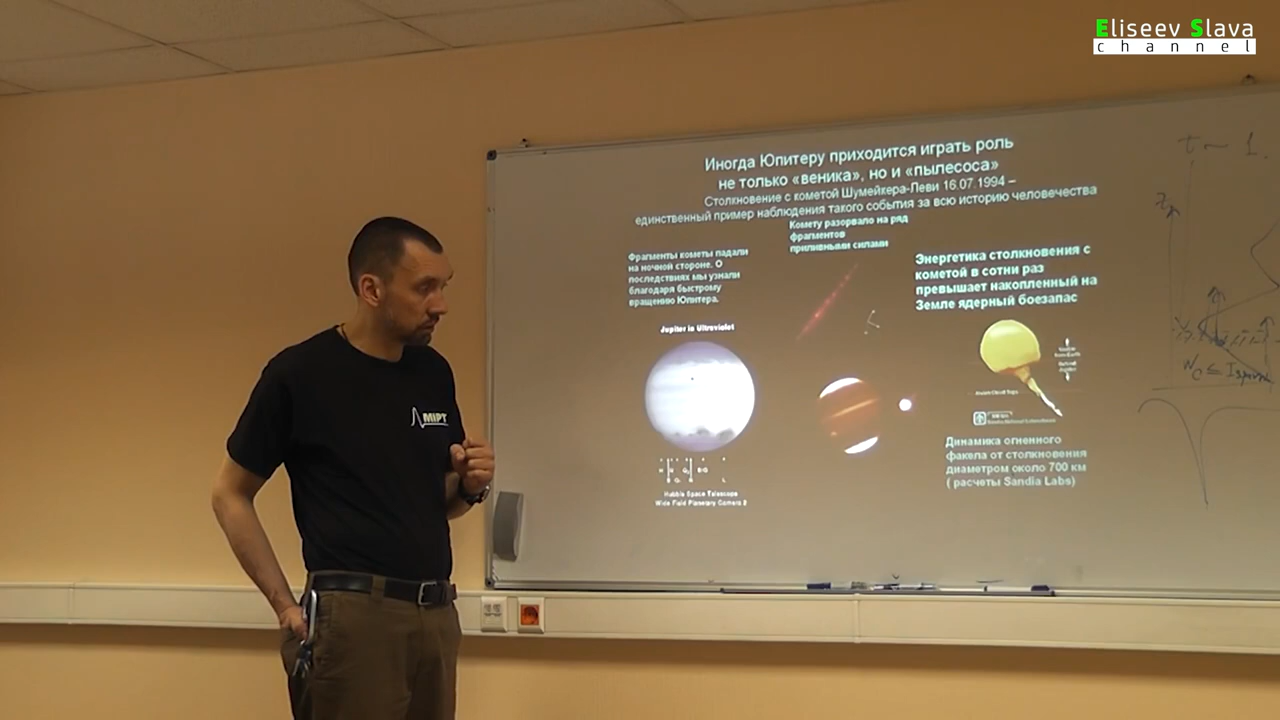 Eliseev Slava
channel
Иногда Юпитеру приходится играть роль
не только «веника», но и «пылесоса»
Столкновение с кометой Шумейкера-Леви 16.07.1994 –
единственный пример наблюдения такого события за всю историю человечества
Комету разорвало на ряд
фрагментов
приливными силами
Фрагменты кометы падали
на ночной стороне. О
последствиях мы узнали
благодаря быстрому
вращению Юпитера.
Энергетика столкновения с
кометой в сотни раз
превышает накопленный на
Земле ядерный боезапас
Jupiter in Ultraviolet
Hubble Space Telescope
Wide Field Planetary Camera 2
Динамика огненного
факела от столкновения
диаметром около 700 км
( расчеты Sandia Labs)
MIPT
t ~ 1